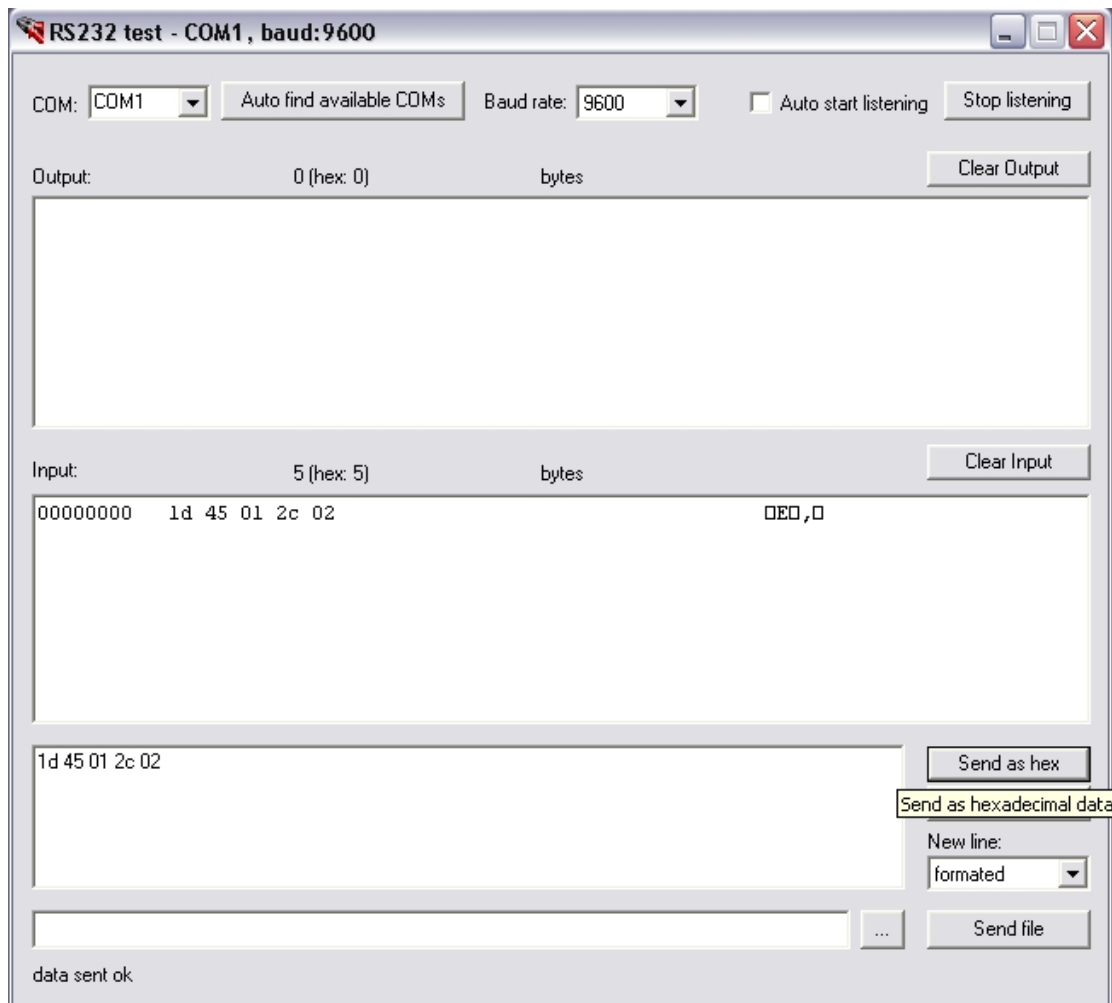 RS232 test - COM1, baud:9600
COM: COM1 Auto find available COMs Baud rate: 9600 Auto start listening Stop listening
Output: 0 (hex: 0) bytes Clear Output
Input: 5 (hex: 5) bytes Clear Input
00000000 1d 45 01 2c 02 □E□,□
1d 45 01 2c 02 Send as hex
Send as hexadecimal data
New line:
formated
... Send file
data sent ok